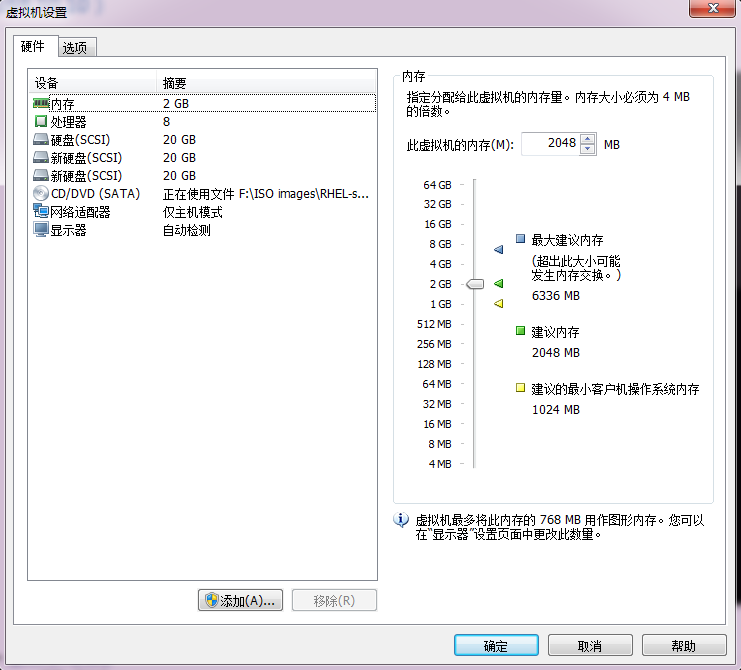 虚拟机设置
硬件 选项
设备 摘要
内存 2 GB
处理器 8
硬盘(SCSI) 20 GB
新硬盘(SCSI) 20 GB
新硬盘(SCSI) 20 GB
CD/DVD (SATA) 正在使用文件 F:\ISO images\RHEL-s...
网络适配器 仅主机模式
显示器 自动检测
添加(A)... 移除(R)
内存
指定分配给此虚拟机的内存量。内存大小必须为 4 MB
的倍数。
此虚拟机的内存(M): 2048 MB
64 GB
32 GB
16 GB
8 GB
4 GB
2 GB
1 GB
512 MB
256 MB
128 MB
64 MB
32 MB
16 MB
8 MB
4 MB
最大建议内存
(超出此大小可能
发生内存交换。)
6336 MB
建议内存
2048 MB
建议的最小客户机操作系统内存
1024 MB
虚拟机最多将此内存的 768 MB 用作图形内存。您可以
在“显示器”设置页面中更改此数量。
确定 取消 帮助